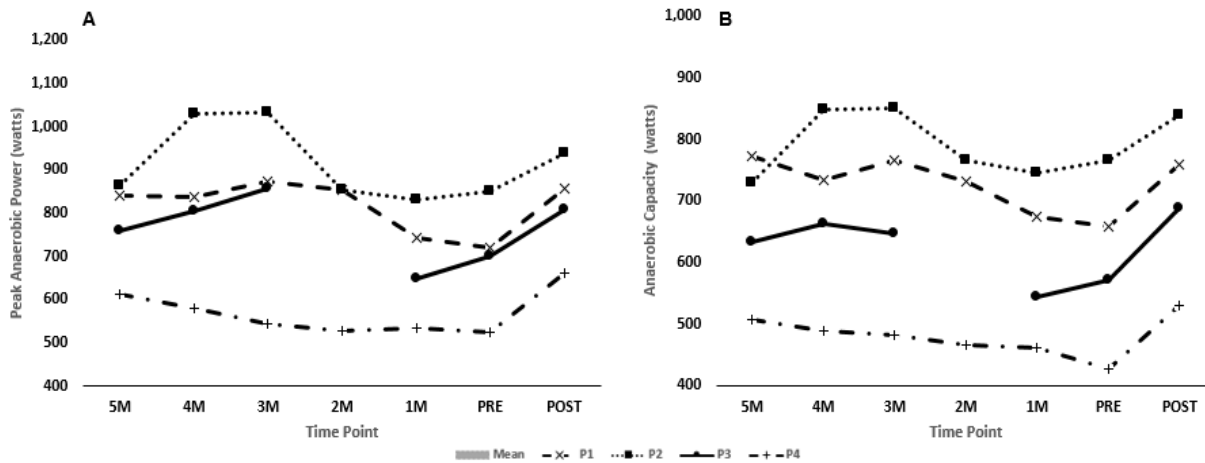 A
1,200
1,100
1,000
900
800
700
600
500
400
Peak Anaerobic Power (watts)
5M 4M 3M 2M 1M PRE POST
Time Point
B
1,000
900
800
700
600
500
400
Anaerobic Capacity (watts)
5M 4M 3M 2M 1M PRE POST
Time Point
Mean P1 P2 P3 P4